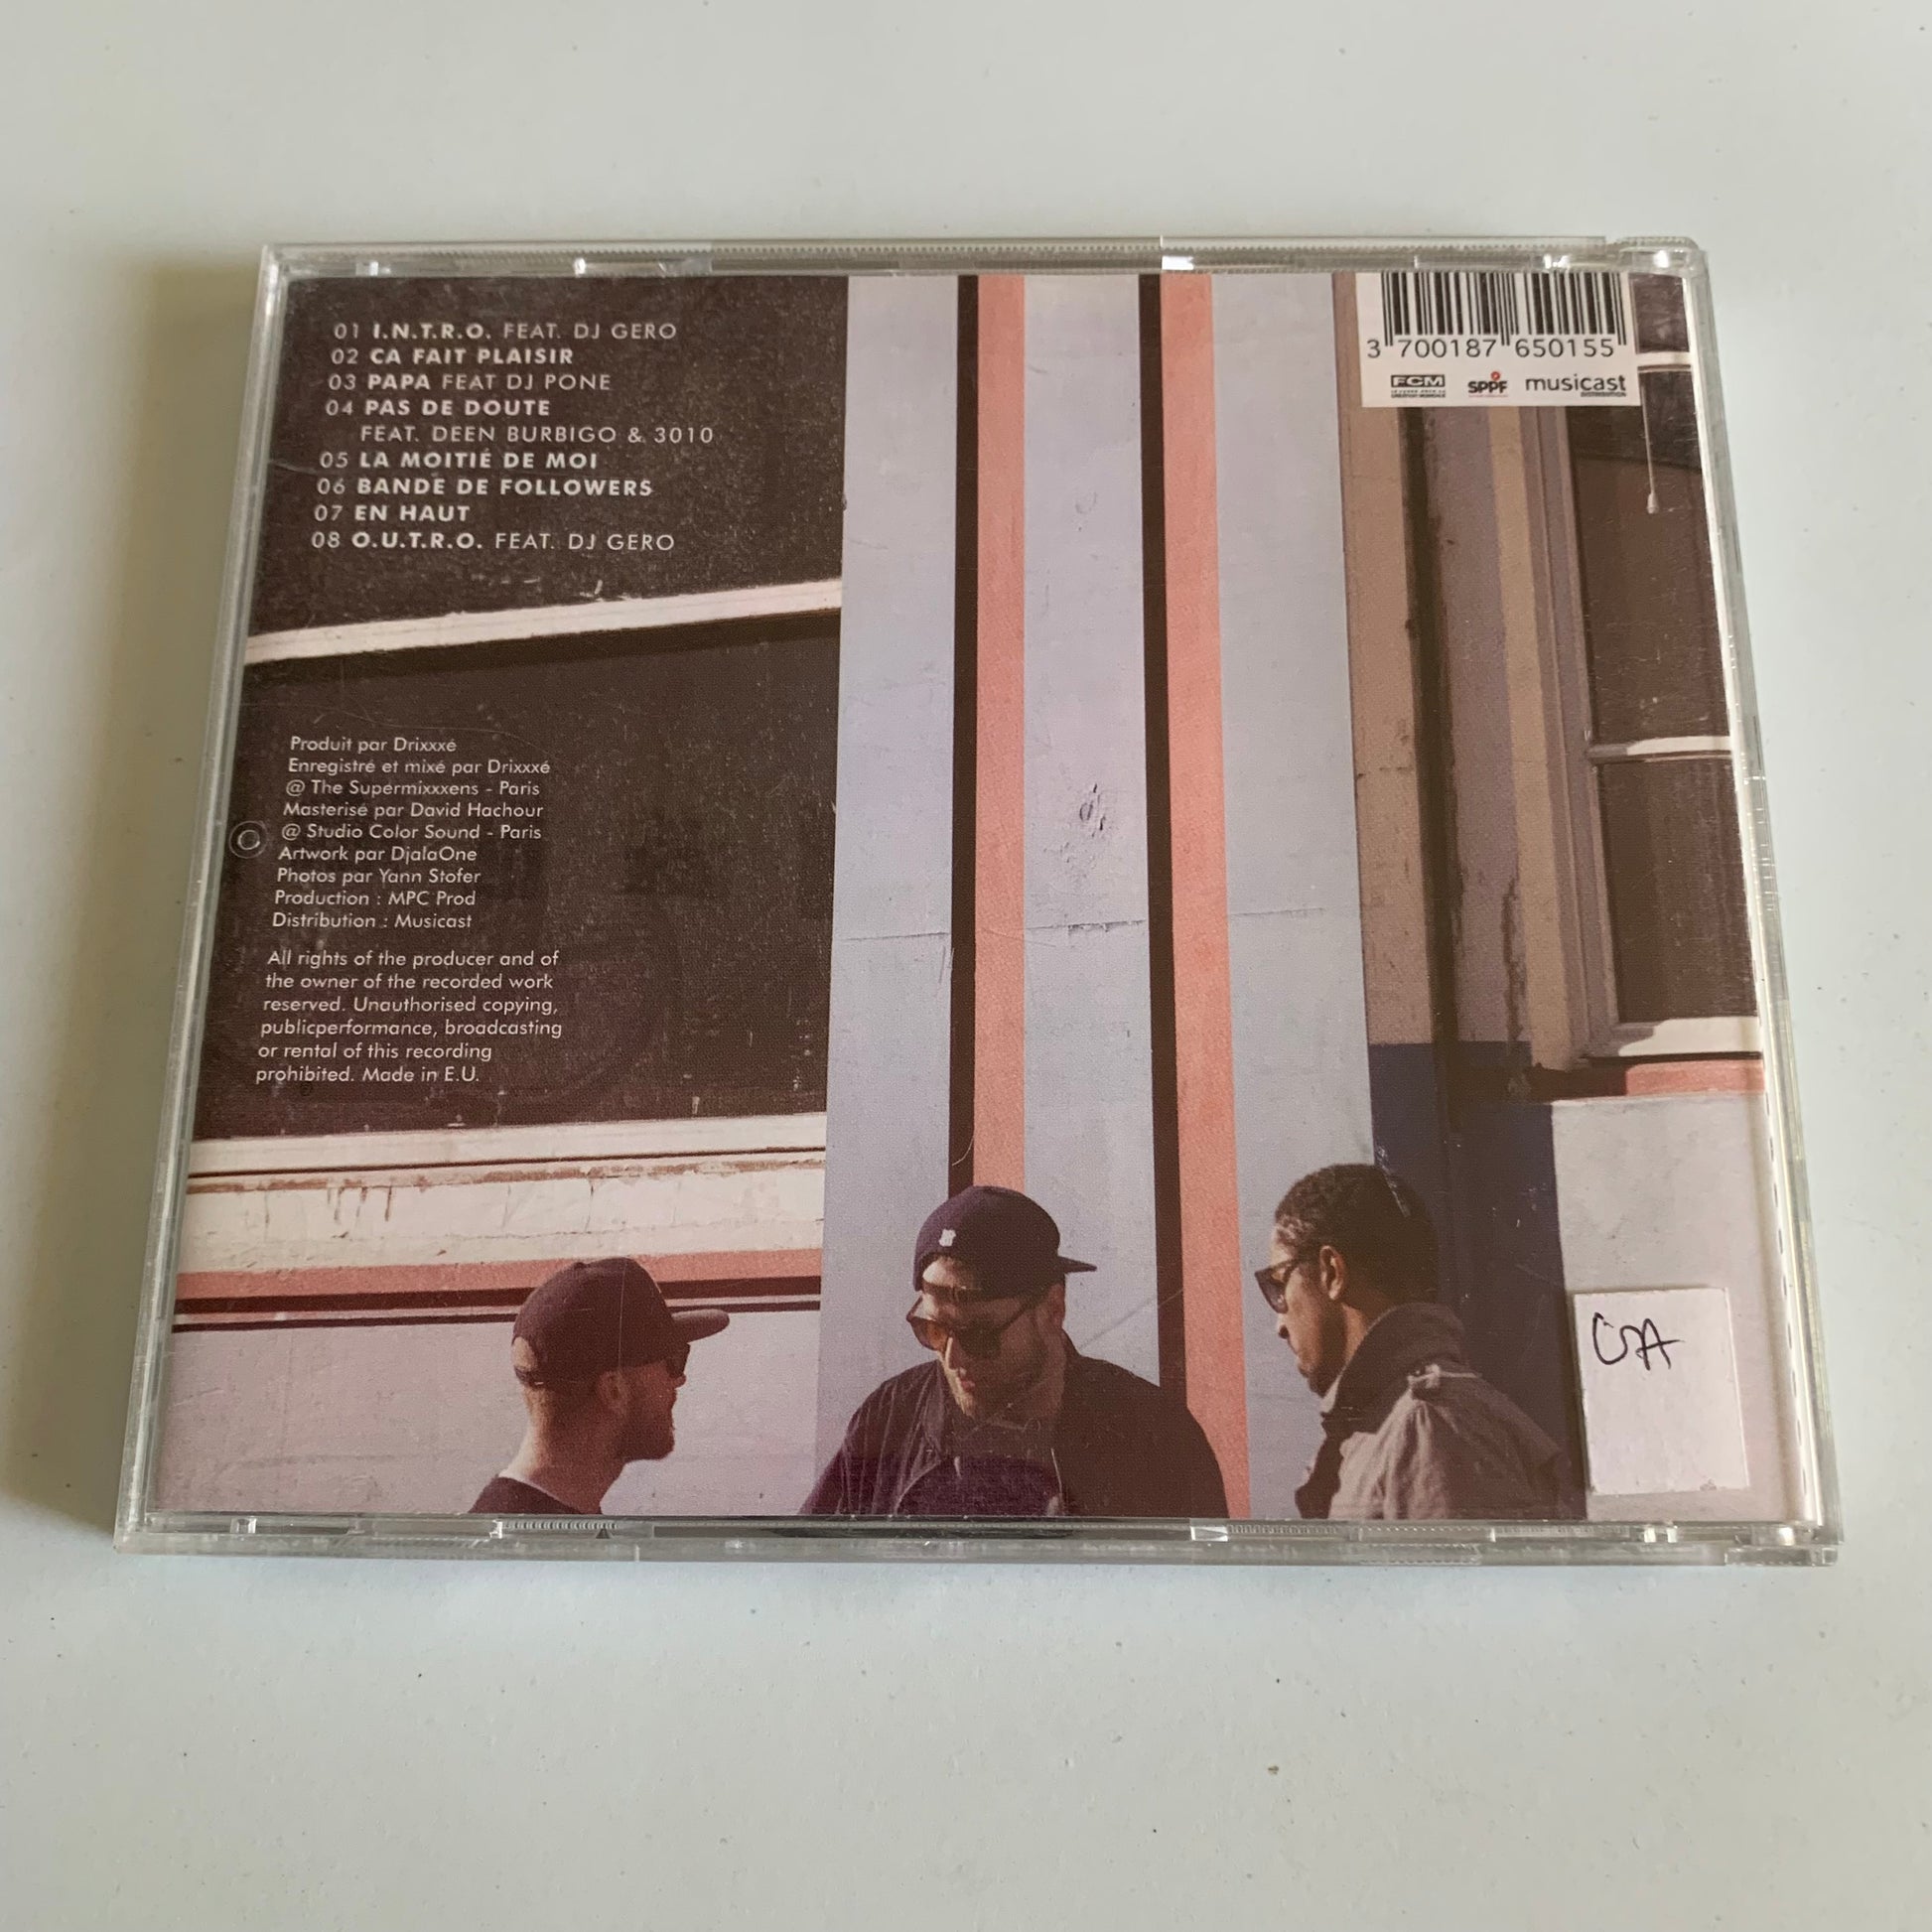 01 I.N.T.R.O. FEAT. DJ GERO
02 CA FAIT PLAISIR
03 PAPA FEAT DJ PONE
04 PAS DE DOUTE
FEAT. DEEN BURBIGO & 3010
05 LA MOITIÉ DE MOI
06 BANDE DE FOLLOWERS
07 EN HAUT
08 O.U.T.R.O. FEAT. DJ GERO
3 700187 650155
FCM SPPF musicast
DISTRIBUTION
Produit par Drixxxé
Enregistré et mixé par Drixxxé
@ The Supermixxxens - Paris
Masterisé par David Hachour
@ Studio Color Sound - Paris
Artwork par DjalaOne
Photos par Yann Stofer
Production : MPC Prod
Distribution : Musicast
All rights of the producer and of
the owner of the recorded work
reserved. Unauthorised copying,
publicperformance, broadcasting
or rental of this recording
prohibited. Made in E.U.